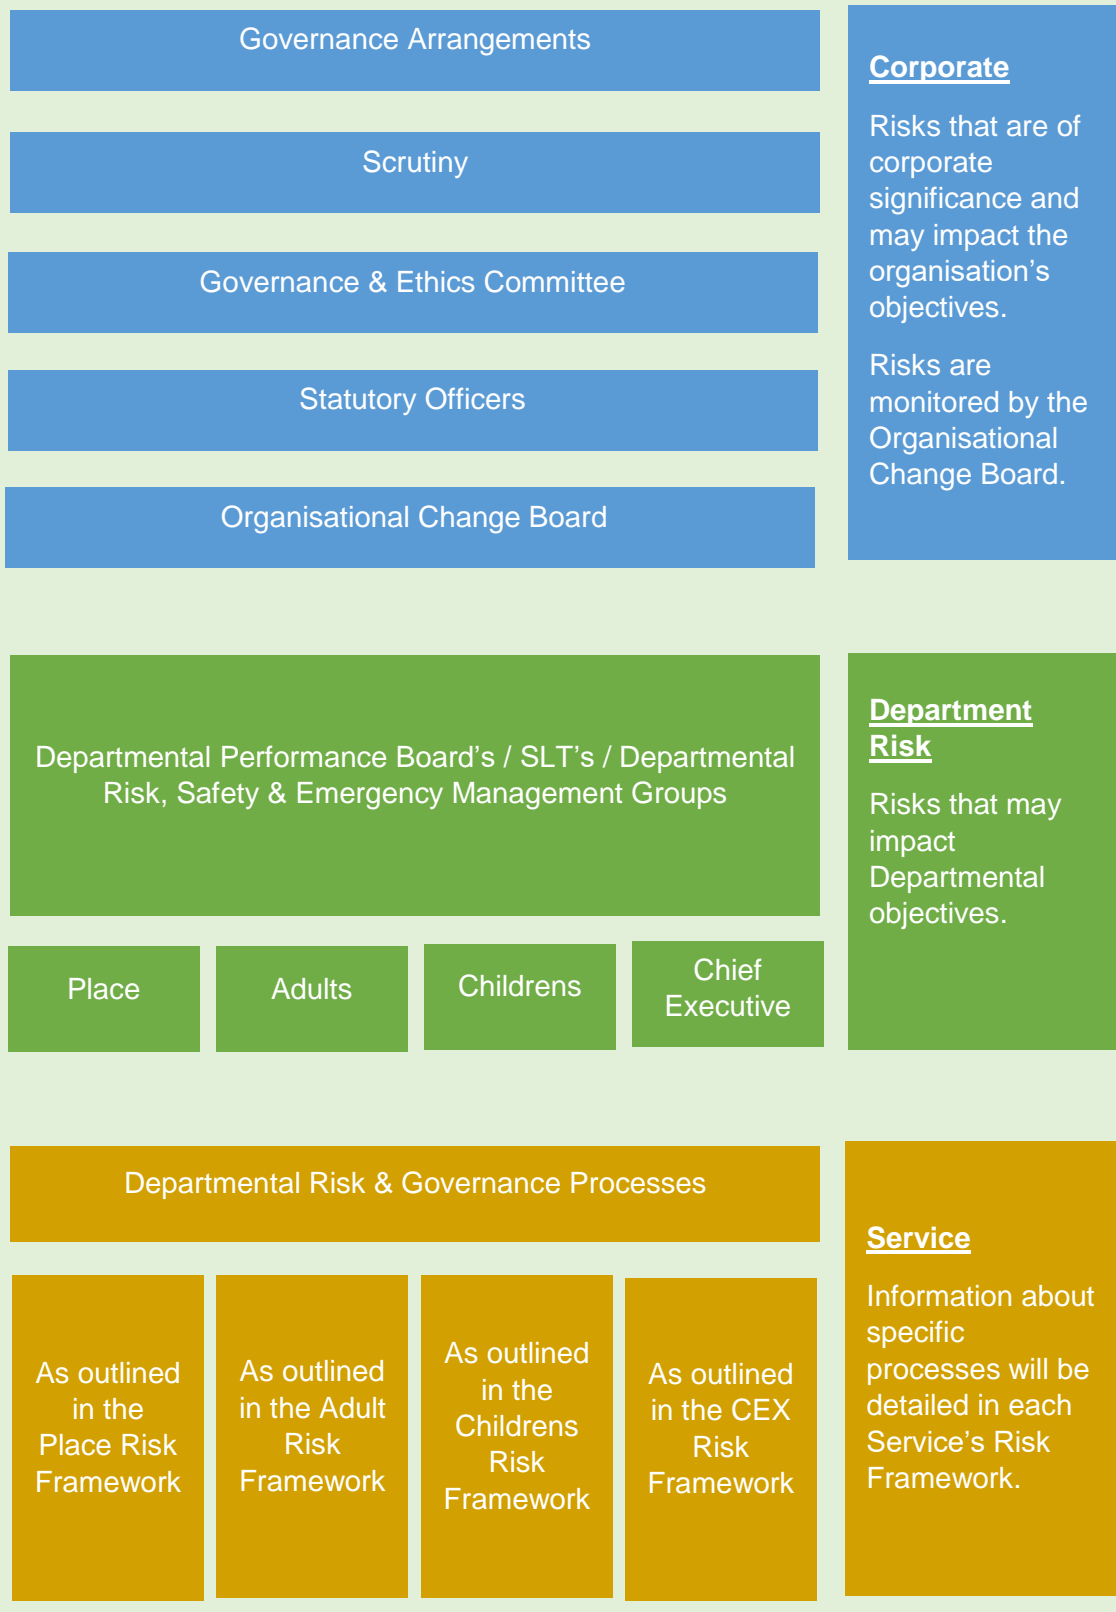 Governance Arrangements
Scrutiny
Governance & Ethics Committee
Statutory Officers
Organisational Change Board
Corporate
Risks that are of
corporate
significance and
may impact the
organisation’s
objectives.
Risks are
monitored by the
Organisational
Change Board.
Departmental Performance Board’s / SLT’s / Departmental
Risk, Safety & Emergency Management Groups
Place
Adults
Childrens
Chief
Executive
Department
Risk
Risks that may
impact
Departmental
objectives.
Departmental Risk & Governance Processes
As outlined
in the
Place Risk
Framework
As outlined
in the Adult
Risk
Framework
As outlined
in the
Childrens
Risk
Framework
As outlined
in the CEX
Risk
Framework
Service
Information about
specific
processes will be
detailed in each
Service’s Risk
Framework.